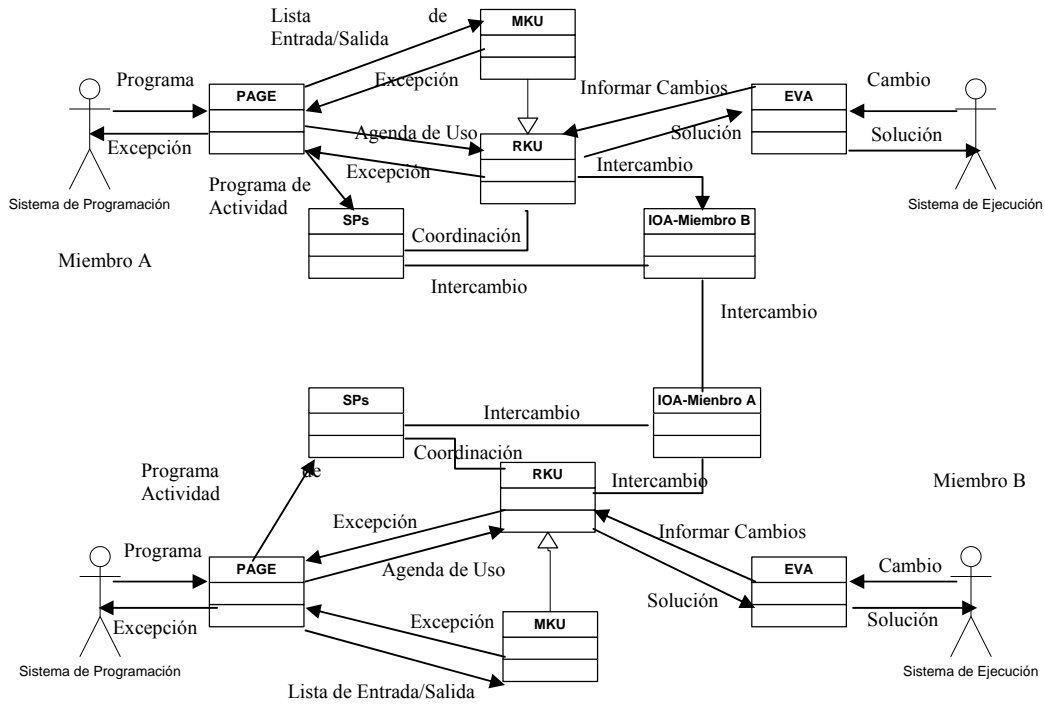 Lista de
Entrada/Salida
MKU
Programa
PAGE
Excepción
Informar Cambios
EVA
Cambio
Excepción
Agenda de Uso
RKU
Solución
Solución
Excepción
Intercambio
Sistema de Programación
Programa de
Actividad
Sistema de Ejecución
SPs
Coordinación
IOA-Miembro B
Miembro A
Intercambio
Intercambio
SPs
Intercambio
IOA-Mienbro A
Coordinación
Programa de
Actividad
RKU
Intercambio
Miembro B
Excepción
Informar Cambios
Programa
PAGE
Agenda de Uso
EVA
Cambio
Excepción
Excepción
MKU
Solución
Solución
Sistema de Programación
Lista de Entrada/Salida
Sistema de Ejecución